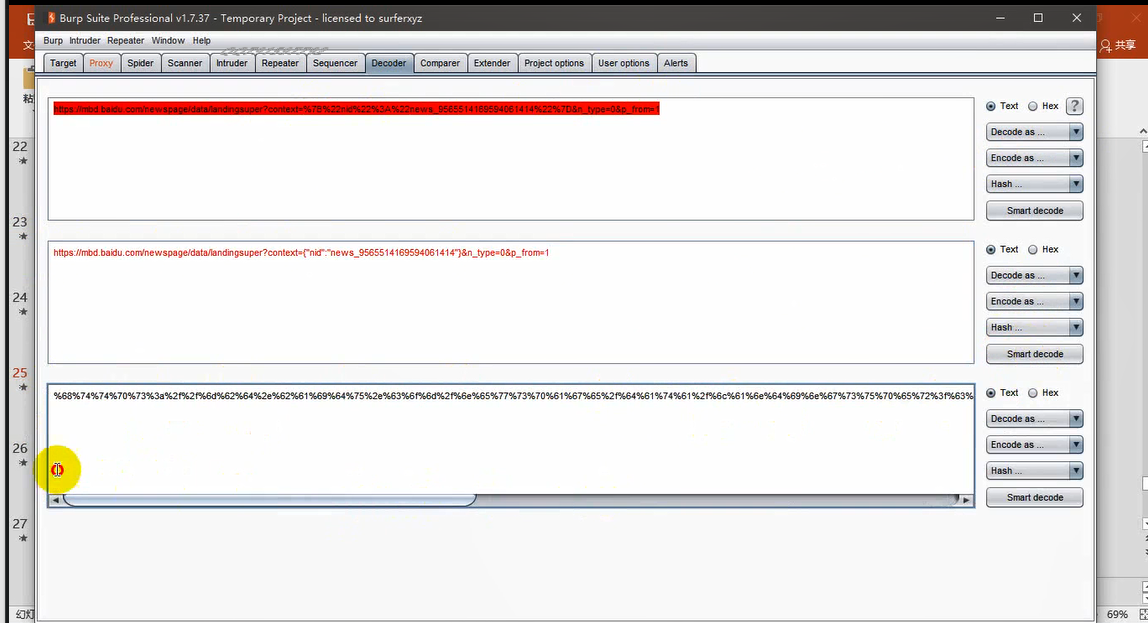 Burp Suite Professional v1.7.37 - Temporary Project - licensed to surferxyz
Burp Intruder Repeater Window Help
Target Proxy Spider Scanner Intruder Repeater Sequencer Decoder Comparer Extender Project options User options Alerts
https://mbd.baidu.com/newspage/data/landingsuper?context=%7B%22nid%22%3A%22news_9565514169594061414%22%7D&n_type=0&p_from=1
Text Hex ?
Decode as ...
Encode as ...
Hash ...
Smart decode
https://mbd.baidu.com/newspage/data/landingsuper?context={"nid":"news_9565514169594061414"}&n_type=0&p_from=1
Text Hex
Decode as ...
Encode as ...
Hash ...
Smart decode
%68%74%74%70%73%3a%2f%2f%6d%62%64%2e%62%61%69%64%75%2e%63%6f%6d%2f%6e%65%77%73%70%61%67%65%2f%64%61%74%61%2f%6c%61%6e%64%69%6e%67%73%75%70%65%72%3f%63%
Text Hex
Decode as ...
Encode as ...
Hash ...
Smart decode
共享
22
23
24
25
26
27
69%